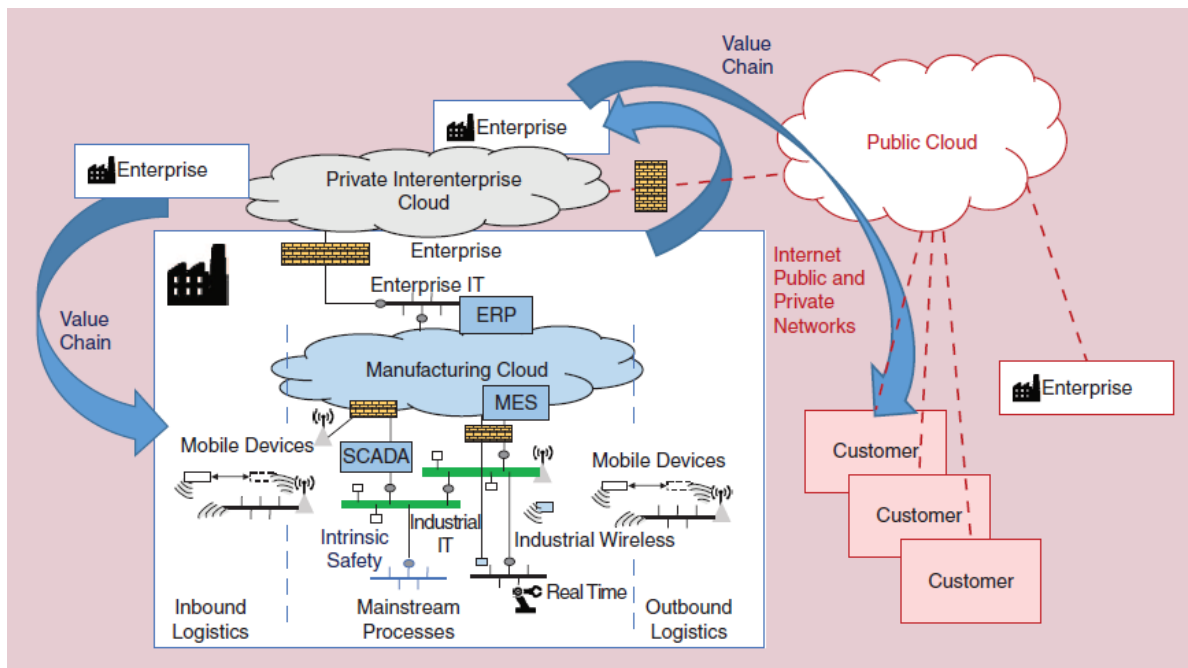 Value
Chain
Enterprise
Public Cloud
Enterprise
Private Interenterprise
Cloud
Enterprise
Enterprise IT
ERP
Internet
Public and
Private
Networks
Value
Chain
Manufacturing Cloud
MES
Enterprise
Mobile Devices
SCADA
Mobile Devices
Customer
Customer
Customer
Intrinsic
Safety
Industrial
IT
Industrial Wireless
Real Time
Inbound
Logistics
Mainstream
Processes
Outbound
Logistics